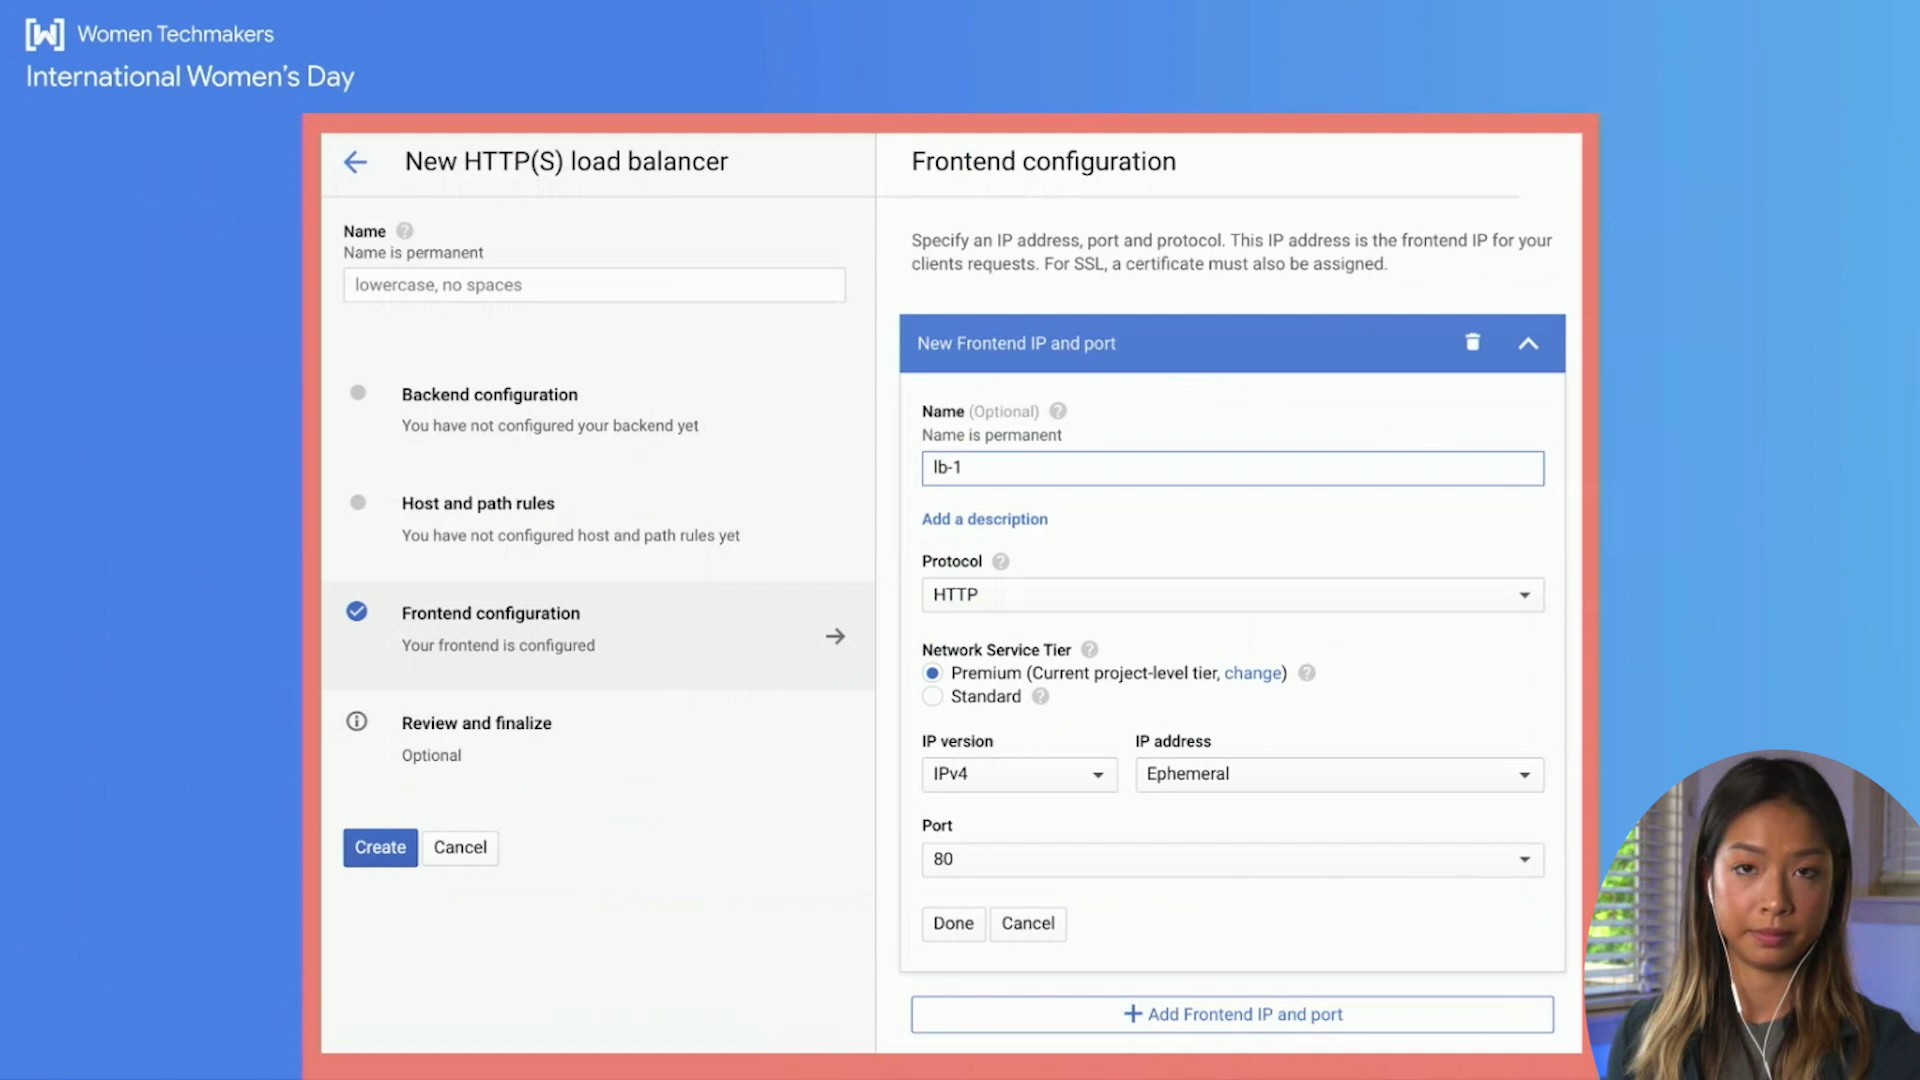 Women Techmakers
International Women's Day
New HTTP(S) load balancer
Name
Name is permanent
lowercase, no spaces
Backend configuration
You have not configured your backend yet
Host and path rules
You have not configured host and path rules yet
Frontend configuration
Your frontend is configured
Review and finalize
Optional
Create Cancel
Frontend configuration
Specify an IP address, port and protocol. This IP address is the frontend IP for your
clients requests. For SSL, a certificate must also be assigned.
New Frontend IP and port
Name (Optional)
Name is permanent
lb-1
Add a description
Protocol
HTTP
Network Service Tier
Premium (Current project-level tier, change)
Standard
IP version IP address
IPv4 Ephemeral
Port
80
Done Cancel
+ Add Frontend IP and port